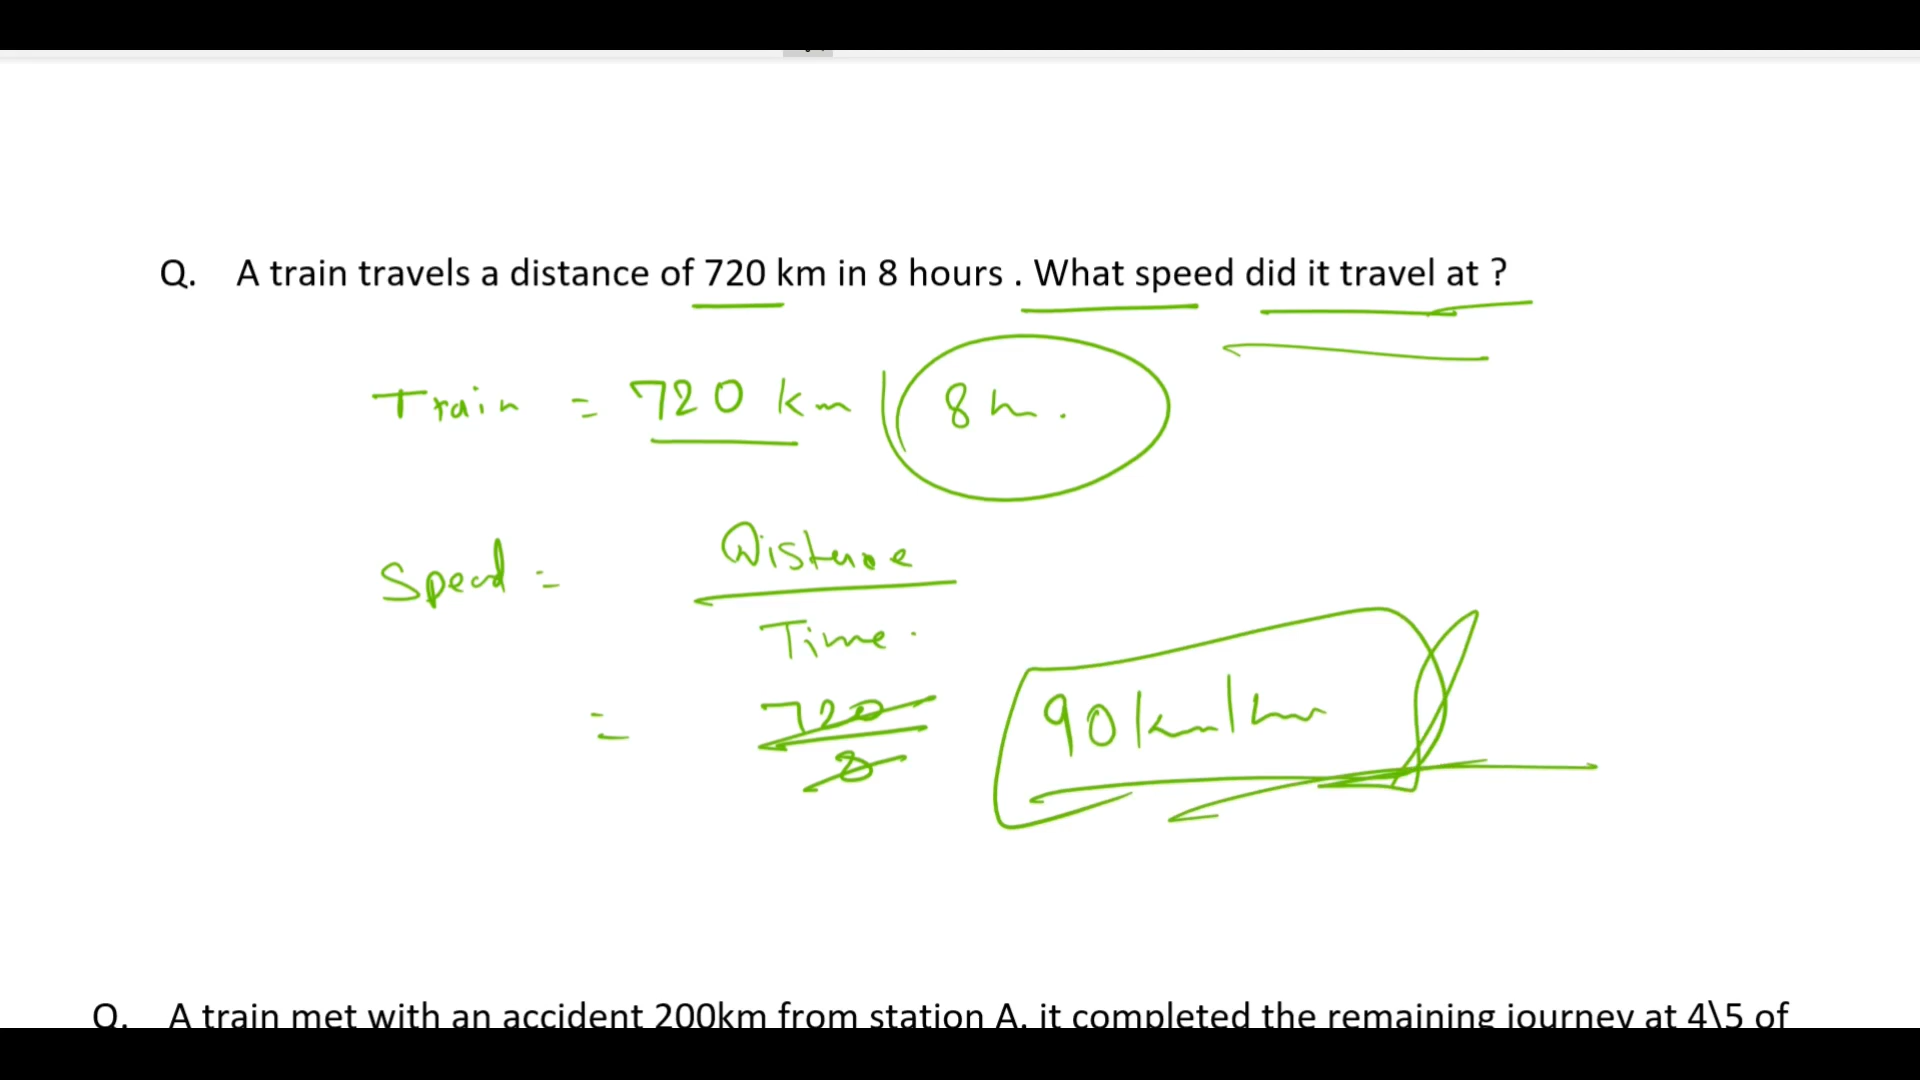 Q. A train travels a distance of 720 km in 8 hours . What speed did it travel at ?
Train = 720 km | 8 hr.
Speed = Distance
Time.
= 720
8
90 km/hr
Q. A train met with an accident 200km from station A, it completed the remaining journey at 4\5 of